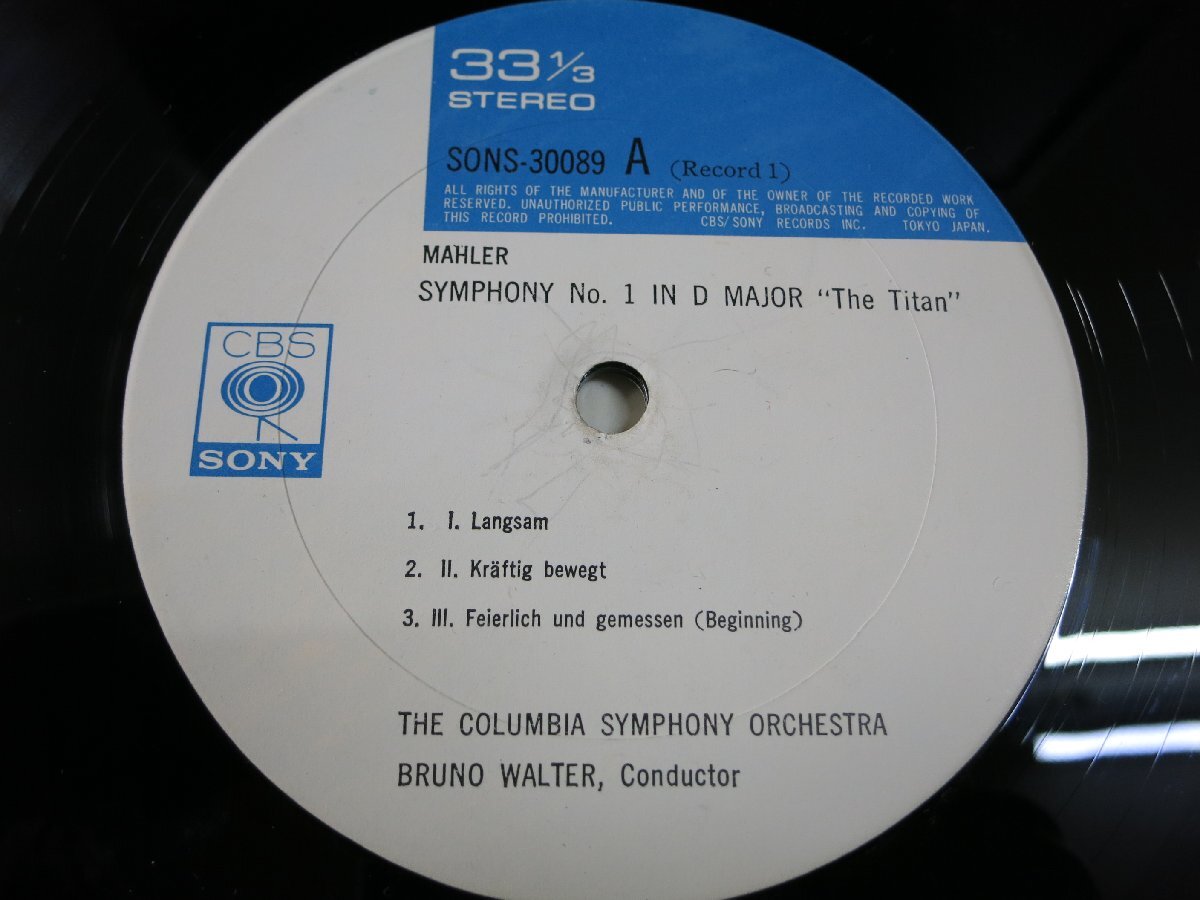 33 1/3
STEREO
SONS-30089 A (Record 1)
ALL RIGHTS OF THE MANUFACTURER AND OF THE OWNER OF THE RECORDED WORK
RESERVED. UNAUTHORIZED PUBLIC PERFORMANCE, BROADCASTING AND COPYING OF
THIS RECORD PROHIBITED. CBS/SONY RECORDS INC. TOKYO JAPAN.
MAHLER
SYMPHONY No. 1 IN D MAJOR “The Titan”
CBS
SONY
1. I. Langsam
2. II. Kräftig bewegt
3. III. Feierlich und gemessen (Beginning)
THE COLUMBIA SYMPHONY ORCHESTRA
BRUNO WALTER, Conductor